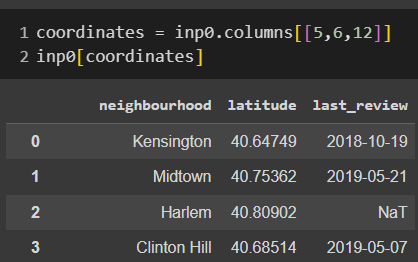 1 coordinates = inp0.columns[[5,6,12]]
2 inp0[coordinates]
neighbourhood latitude last_review
0 Kensington 40.64749 2018-10-19
1 Midtown 40.75362 2019-05-21
2 Harlem 40.80902 NaT
3 Clinton Hill 40.68514 2019-05-07